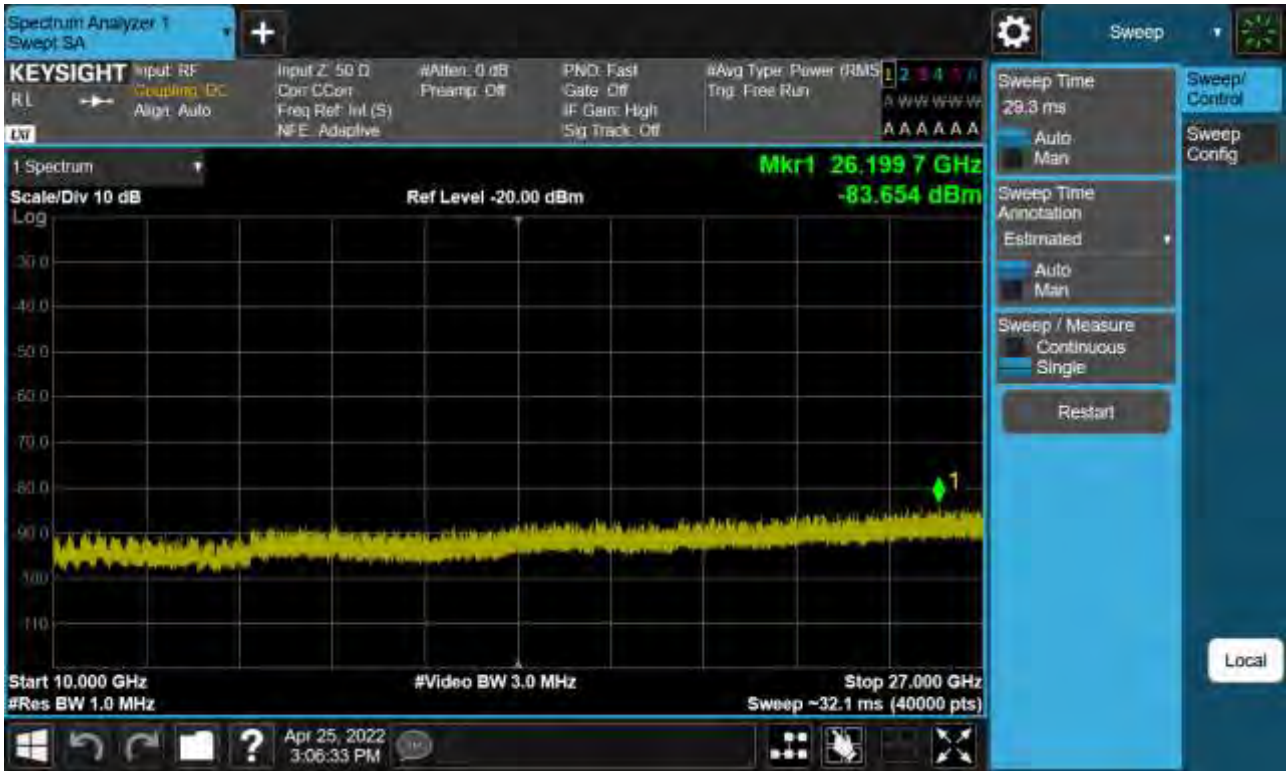 Spectrum Analyzer 1
Swept SA
+
Sweep
KEYSIGHT
RL
Input: RF
Coupling: DC
Align: Auto
Input Z: 50 Ω
Corr CCorr
Freq Ref: Int (S)
NFE: Adaptive
#Atten: 0 dB
Preamp: Off
PNO: Fast
Gate: Off
IF Gain: High
Sig Track: Off
#Avg Type: Power (RMS
Trig: Free Run
1 2 3 4 5 6
A W W W W W
A A A A A A
1 Spectrum
Scale/Div 10 dB
Log
Ref Level -20.00 dBm
Mkr1 26.199 7 GHz
-83.654 dBm
-30.0
-40.0
-50.0
-60.0
-70.0
-80.0
-90.0
-100
-110
1
Start 10.000 GHz
#Res BW 1.0 MHz
#Video BW 3.0 MHz
Stop 27.000 GHz
Sweep ~32.1 ms (40000 pts)
?
Apr 25, 2022
3:06:33 PM
Sweep Time
29.3 ms
Auto
Man
Sweep Time
Annotation
Estimated
Auto
Man
Sweep / Measure
Continuous
Single
Restart
Sweep/
Control
Sweep
Config
Local